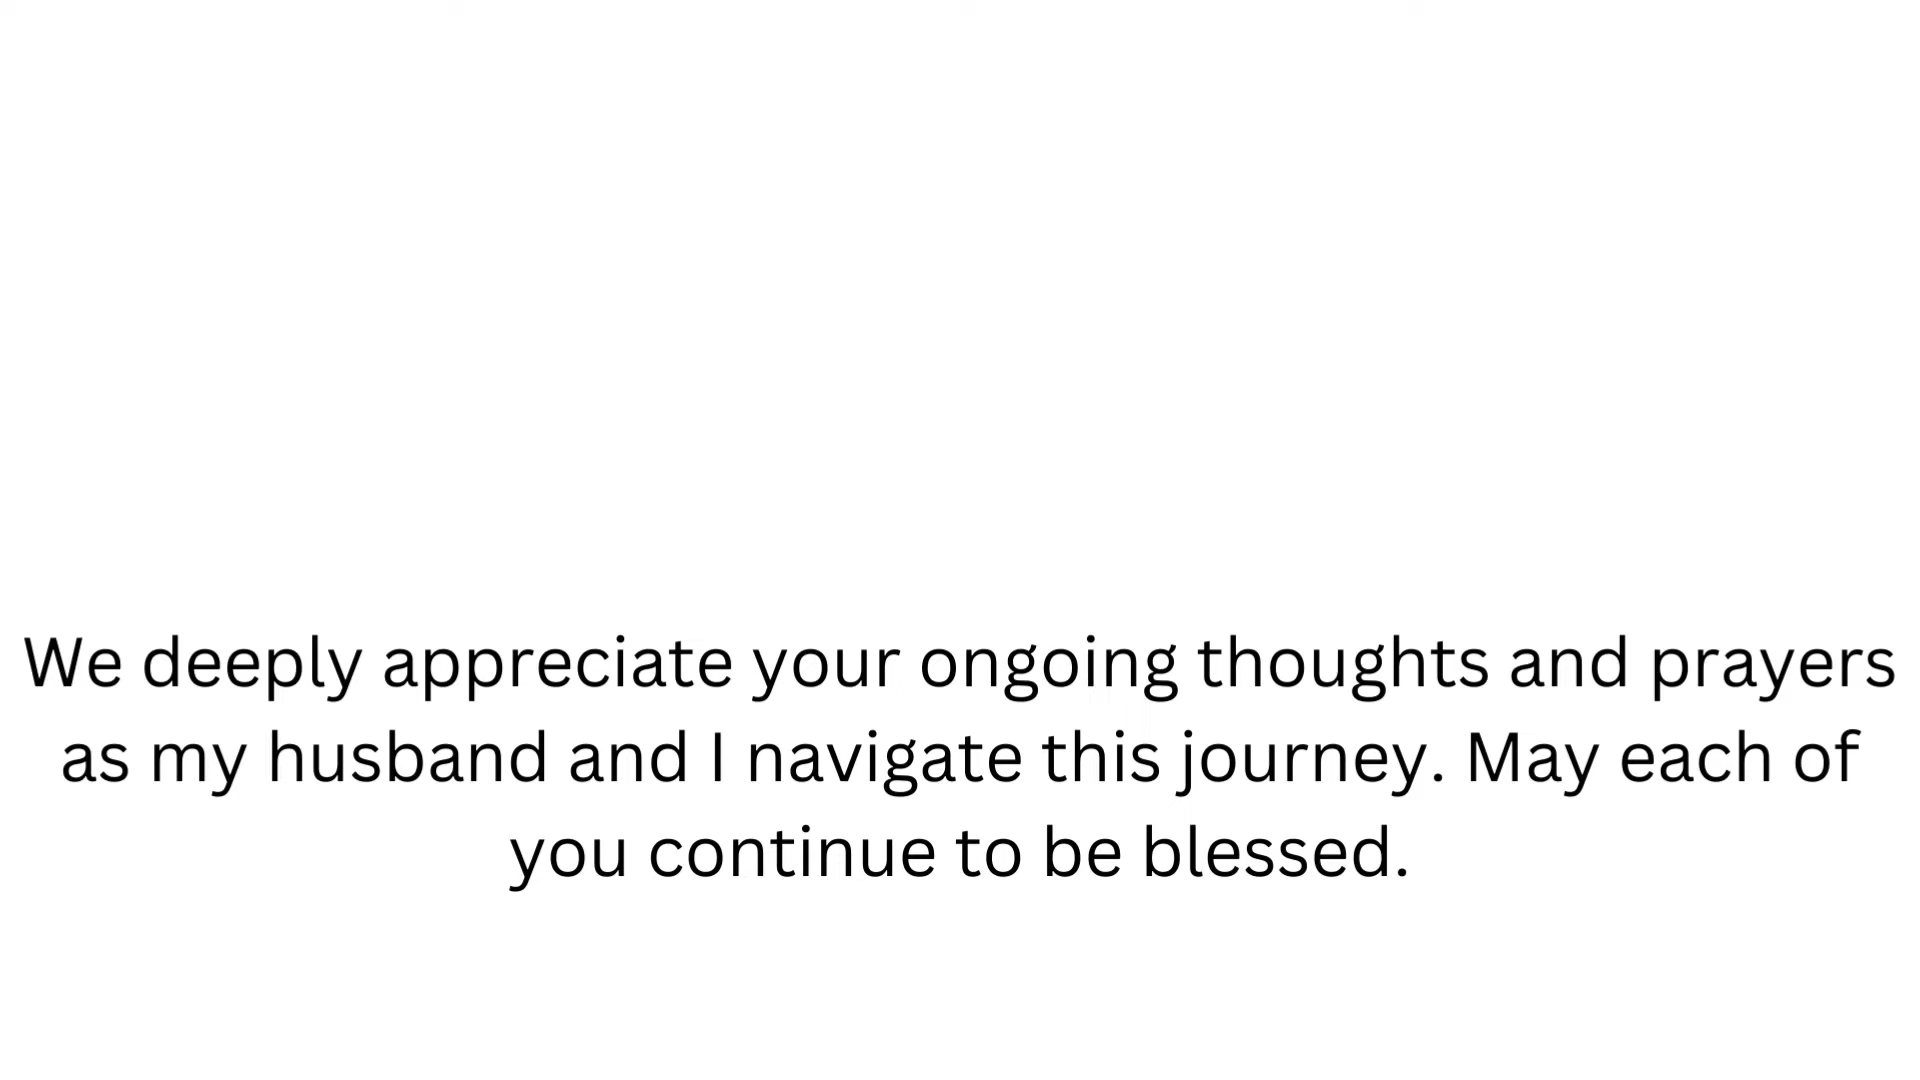 We deeply appreciate your ongoing thoughts and prayers
as my husband and I navigate this journey. May each of
you continue to be blessed.